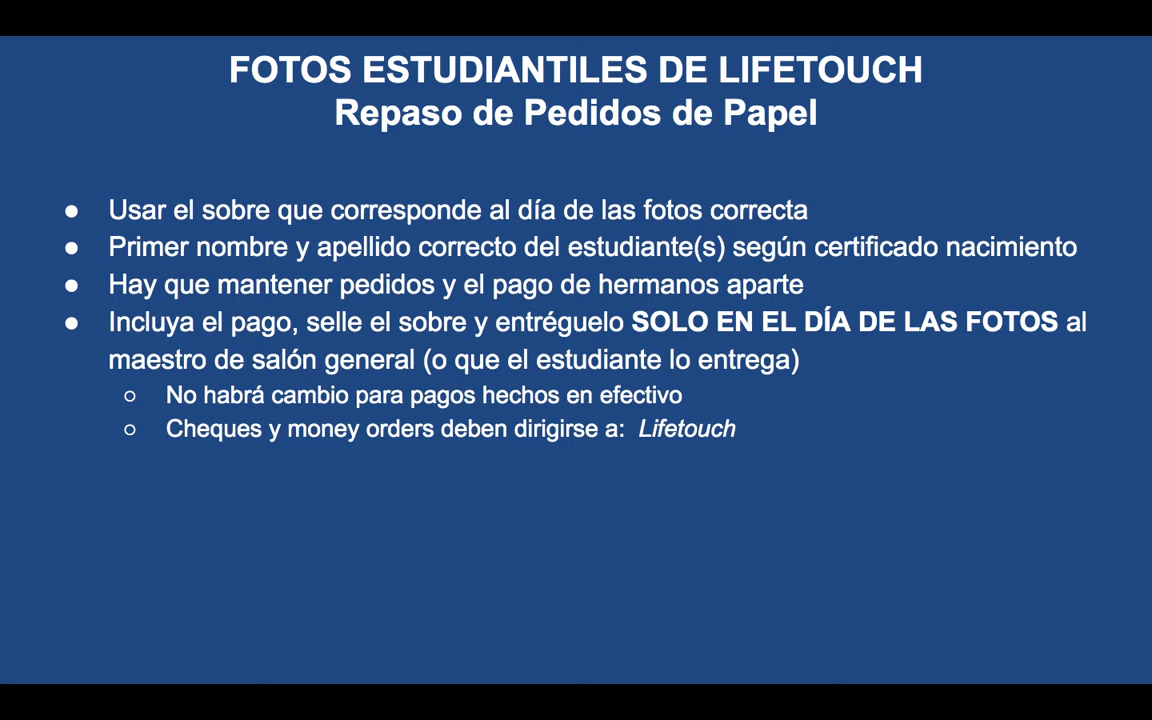 FOTOS ESTUDIANTILES DE LIFETOUCH
Repaso de Pedidos de Papel
● Usar el sobre que corresponde al día de las fotos correcta
● Primer nombre y apellido correcto del estudiante(s) según certificado nacimiento
● Hay que mantener pedidos y el pago de hermanos aparte
● Incluya el pago, selle el sobre y entréguelo SOLO EN EL DÍA DE LAS FOTOS al
maestro de salón general (o que el estudiante lo entrega)
○ No habrá cambio para pagos hechos en efectivo
○ Cheques y money orders deben dirigirse a: Lifetouch